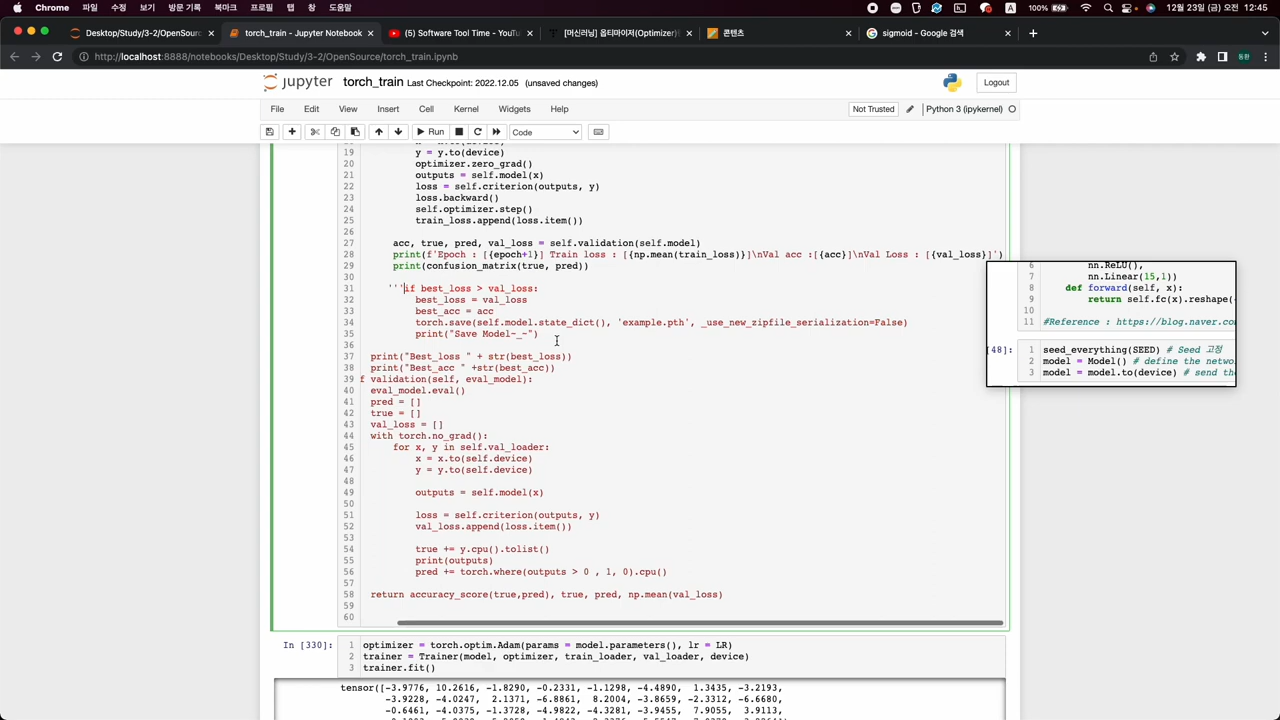 Chrome 파일 수정 보기 방문 기록 북마크 프로필 탭 창 도움말 12월 23일 (금) 오전 12:45
Desktop/Study/3-2/OpenSourc torch_train - Jupyter Notebook (5) Software Tool Time - YouTu [머신러닝] 옵티마이저(Optimizer)란 콘텐츠 sigmoid - Google 검색
http://localhost:8888/notebooks/Desktop/Study/3-2/OpenSource/torch_train.ipynb
jupyter torch_train Last Checkpoint: 2022.12.05 (unsaved changes) Logout
File Edit View Insert Cell Kernel Widgets Help Not Trusted Python 3 (ipykernel)
Run Code
19 y = y.to(device)
20 optimizer.zero_grad()
21 outputs = self.model(x)
22 loss = self.criterion(outputs, y)
23 loss.backward()
24 self.optimizer.step()
25 train_loss.append(loss.item())
26
27 acc, true, pred, val_loss = self.validation(self.model)
28 print(f'Epoch : [{epoch+1}] Train loss : [{np.mean(train_loss)}]\nVal acc :[{acc}]\nVal Loss : [{val_loss}]')
29 print(confusion_matrix(true, pred))
30
31 '''if best_loss > val_loss:
32 best_loss = val_loss
33 best_acc = acc
34 torch.save(self.model.state_dict(), 'example.pth', _use_new_zipfile_serialization=False)
35 print("Save Model~_~")
36
37 print("Best_loss " + str(best_loss))
38 print("Best_acc " +str(best_acc))
39 f validation(self, eval_model):
40 eval_model.eval()
41 pred = []
42 true = []
43 val_loss = []
44 with torch.no_grad():
45 for x, y in self.val_loader:
46 x = x.to(self.device)
47 y = y.to(self.device)
48
49 outputs = self.model(x)
50
51 loss = self.criterion(outputs, y)
52 val_loss.append(loss.item())
53
54 true += y.cpu().tolist()
55 print(outputs)
56 pred += torch.where(outputs > 0 , 1, 0).cpu()
57
58 return accuracy_score(true,pred), true, pred, np.mean(val_loss)
59
60
6 nn.ReLU(),
7 nn.Linear(15,1))
8 def forward(self, x):
9 return self.fc(x).reshape(
10
11 #Reference : https://blog.naver.co
[48]: 1 seed_everything(SEED) # Seed 고정
2 model = Model() # define the netwo
3 model = model.to(device) # send th
In [330]: 1 optimizer = torch.optim.Adam(params = model.parameters(), lr = LR)
2 trainer = Trainer(model, optimizer, train_loader, val_loader, device)
3 trainer.fit()
tensor([-3.9776, 10.2616, -1.8290, -0.2331, -1.1298, -4.4890, 1.3435, -3.2193,
-3.9228, -4.0247, 2.1371, -6.8861, 8.2004, -3.8659, -2.3312, -6.6680,
-0.6461, -4.0375, -1.3728, -4.9822, -4.3281, -3.9455, 7.9055, 3.9113,